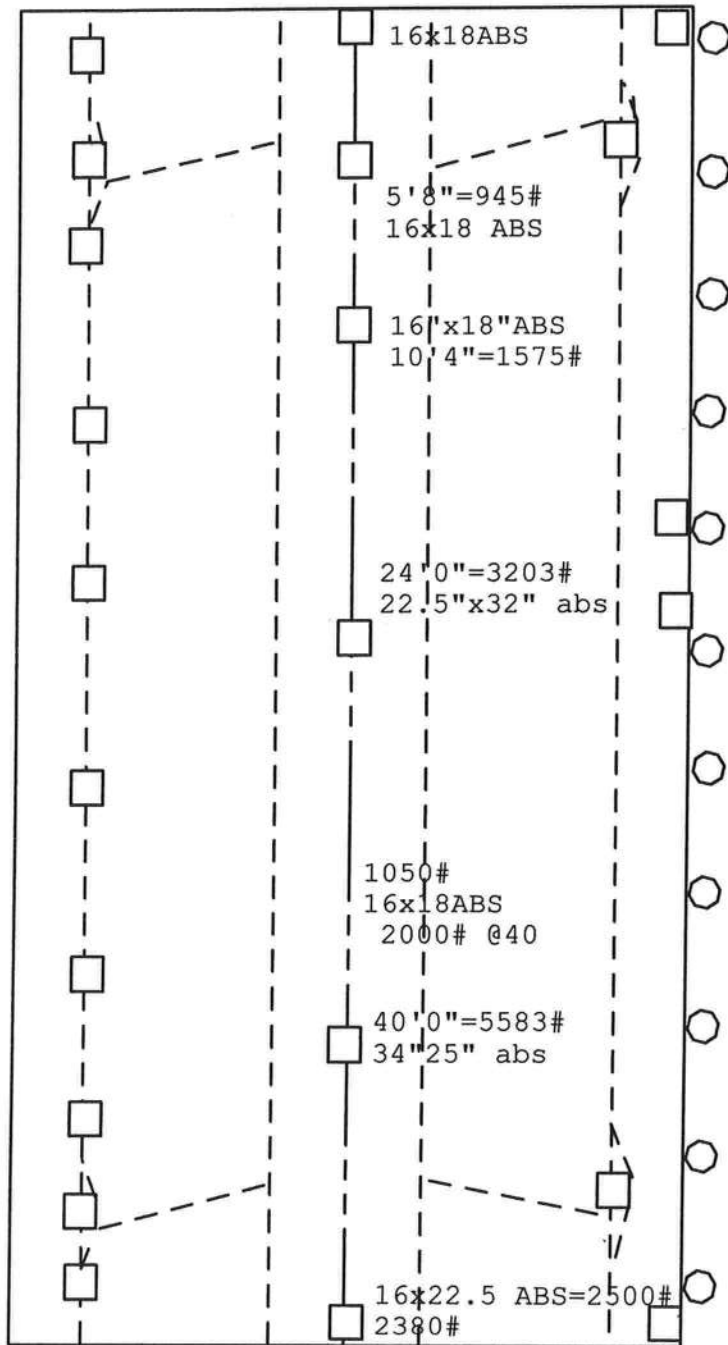 16x18ABS
5'8"=945#
16x18 ABS
16"x18"ABS
10'4"=1575#
24'0"=3203#
22.5"x32" abs
1050#
16x18ABS
2000# @40
40'0"=5583#
34"25" abs
16x22.5 ABS=2500#
2380#